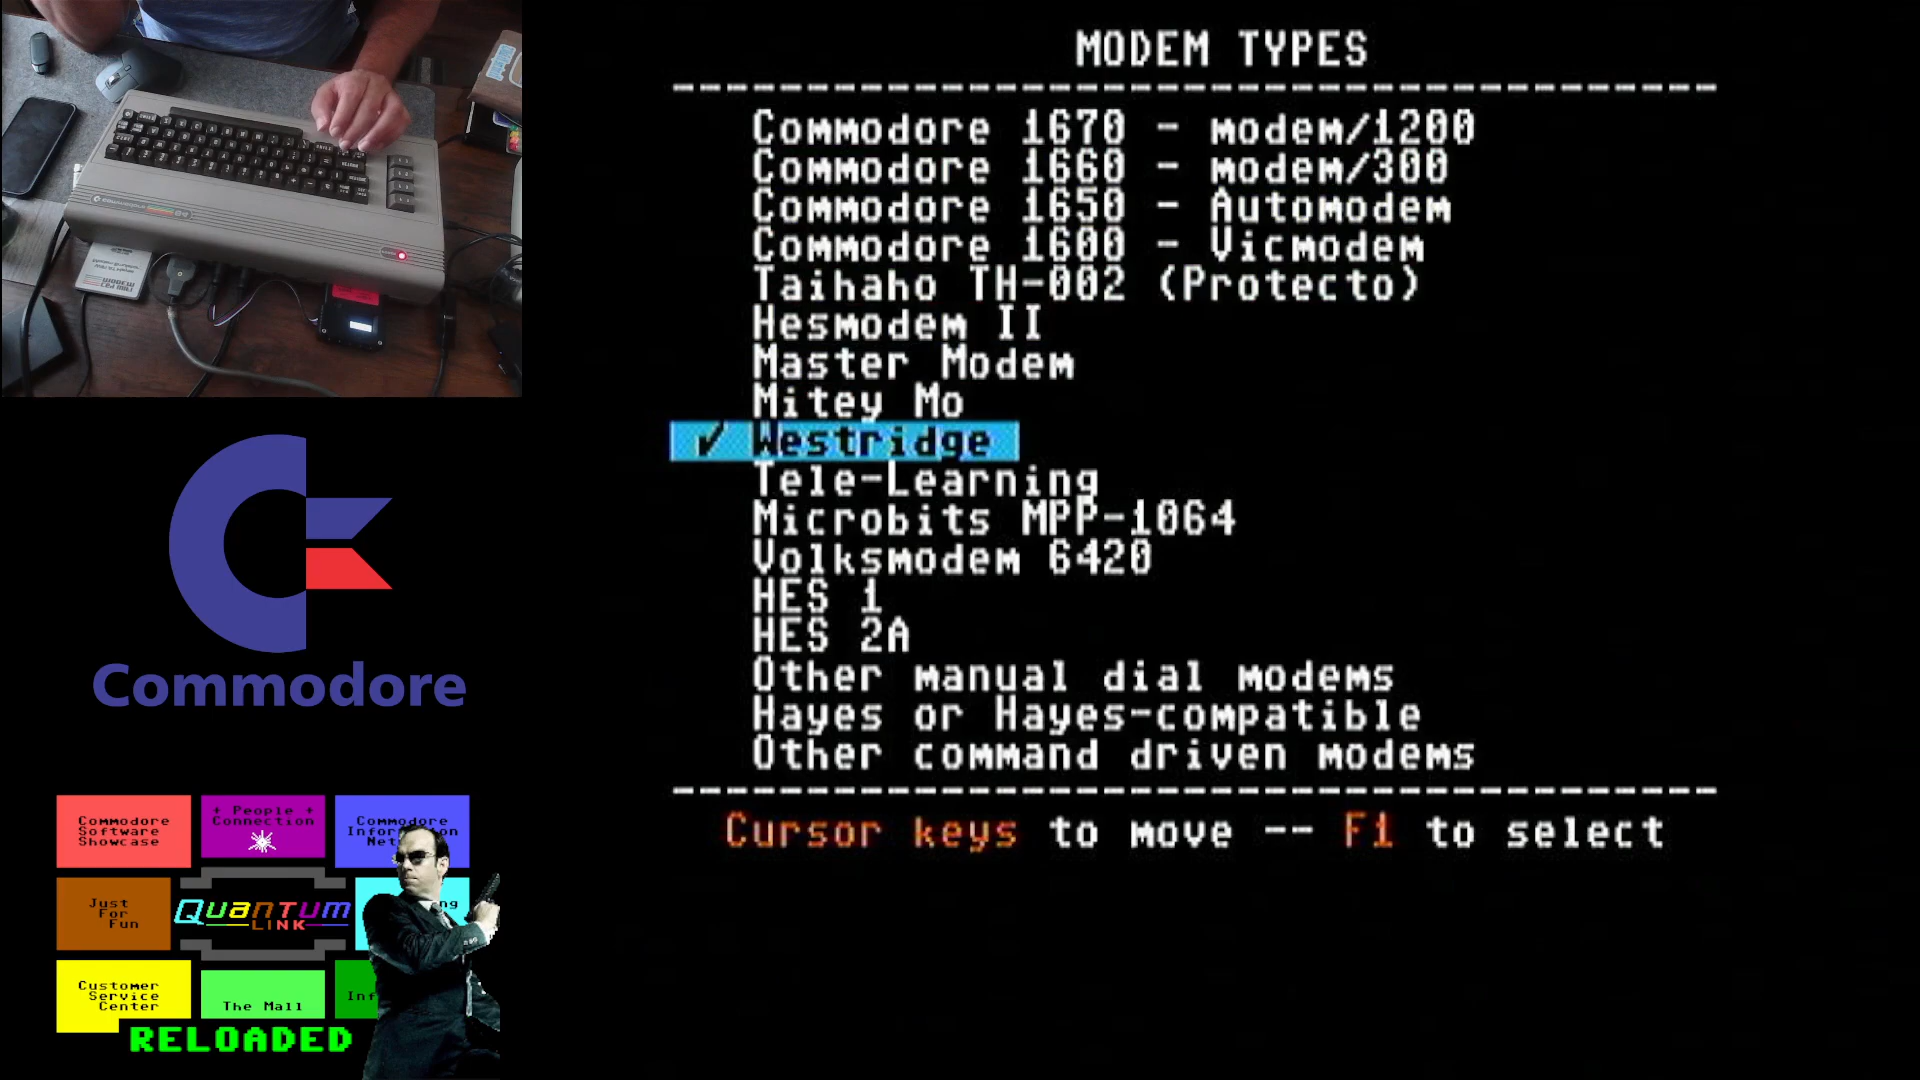 MODEM TYPES
Commodore 1670 - modem/1200
Commodore 1660 - modem/300
Commodore 1650 - Automodem
Commodore 1600 - Vicmodem
Taihaho TH-002 (Protecto)
Hesmodem II
Master Modem
Mitey Mo
✓ Westridge
Tele-Learning
Microbits MPP-1064
Volksmodem 6420
HES 1
HES 2A
Other manual dial modems
Hayes or Hayes-compatible
Other command driven modems
Cursor keys to move -- F1 to select
Commodore
Commodore
Software
Showcase
+ People +
Connection
Commodore
Just
For
Fun
QUANTUM
LINK
Customer
Service
Center
The Mall
RELOADED